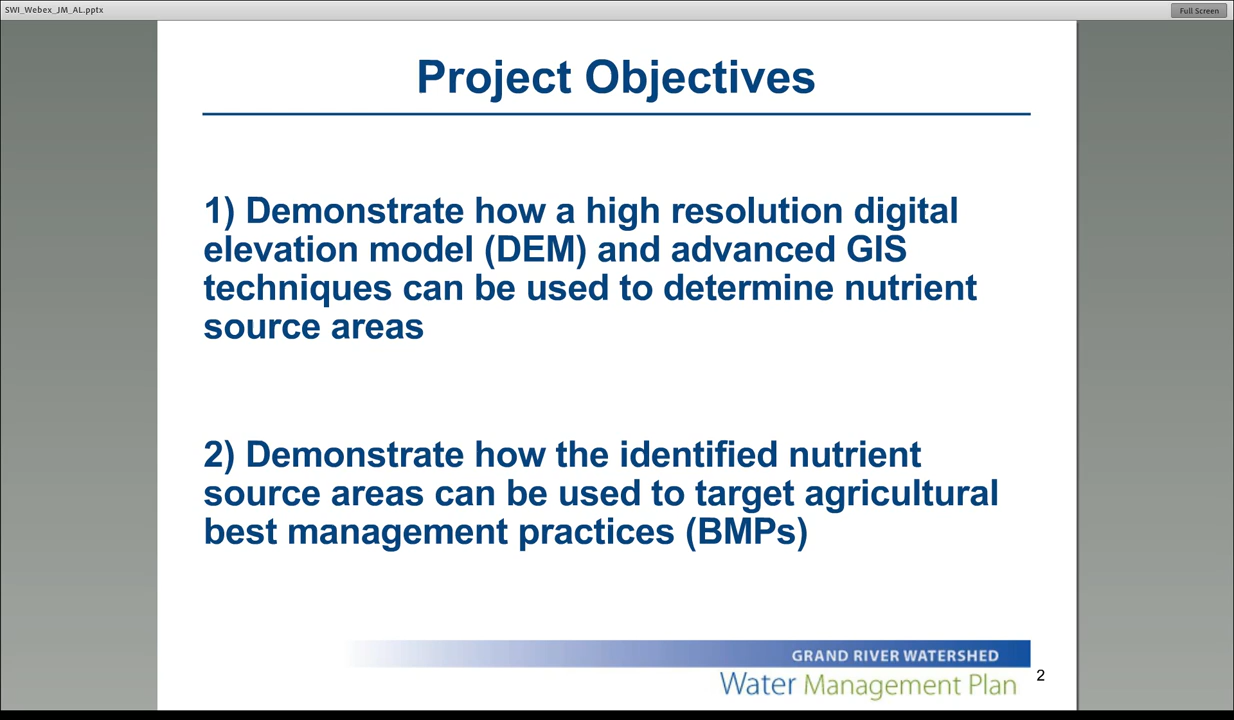 SWI_Webex_JM_AL.pptx
Full Screen
Project Objectives
1) Demonstrate how a high resolution digital
elevation model (DEM) and advanced GIS
techniques can be used to determine nutrient
source areas
2) Demonstrate how the identified nutrient
source areas can be used to target agricultural
best management practices (BMPs)
GRAND RIVER WATERSHED
Water Management Plan
2